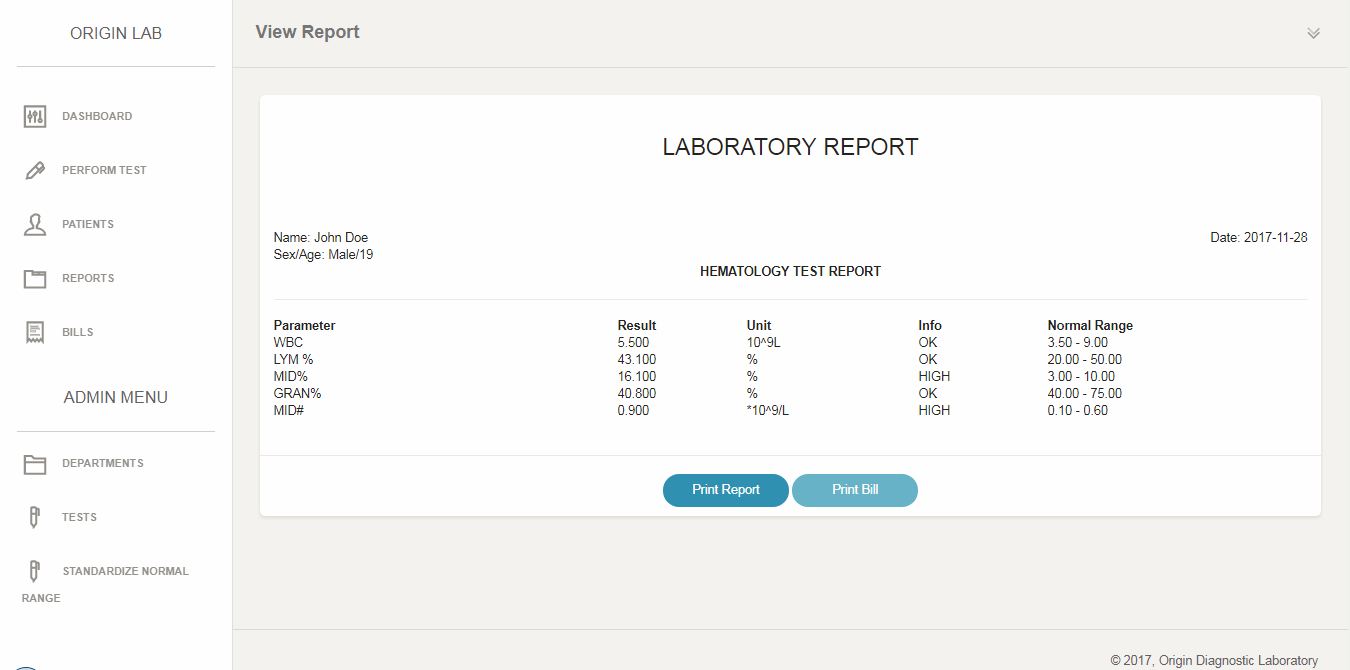 ORIGIN LAB
DASHBOARD
PERFORM TEST
PATIENTS
REPORTS
BILLS
ADMIN MENU
DEPARTMENTS
TESTS
STANDARDIZE NORMAL
RANGE
View Report
LABORATORY REPORT
Name: John Doe
Date: 2017-11-28
Sex/Age: Male/19
HEMATOLOGY TEST REPORT
Parameter Result Unit Info Normal Range
WBC 5.500 10^9L OK 3.50 - 9.00
LYM % 43.100 % OK 20.00 - 50.00
MID% 16.100 % HIGH 3.00 - 10.00
GRAN% 40.800 % OK 40.00 - 75.00
MID# 0.900 *10^9/L HIGH 0.10 - 0.60
Print Report Print Bill
© 2017, Origin Diagnostic Laboratory